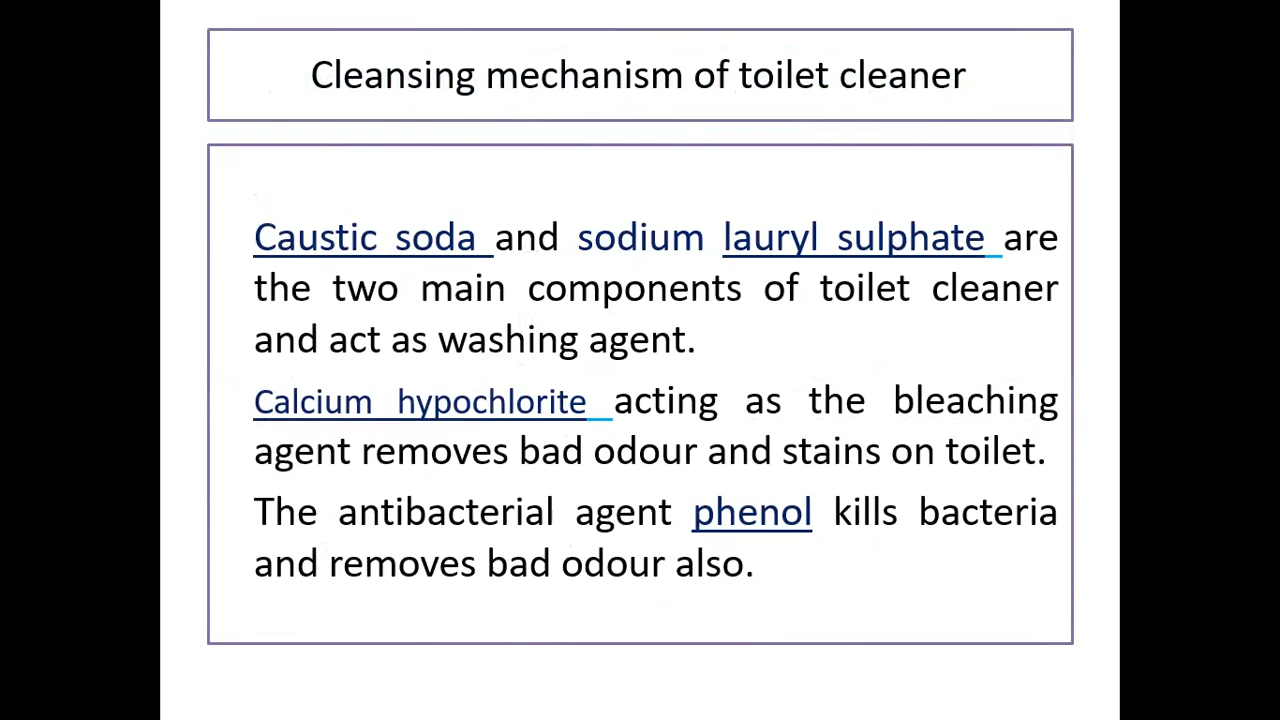 Cleansing mechanism of toilet cleaner
Caustic soda and sodium lauryl sulphate are
the two main components of toilet cleaner
and act as washing agent.
Calcium hypochlorite acting as the bleaching
agent removes bad odour and stains on toilet.
The antibacterial agent phenol kills bacteria
and removes bad odour also.